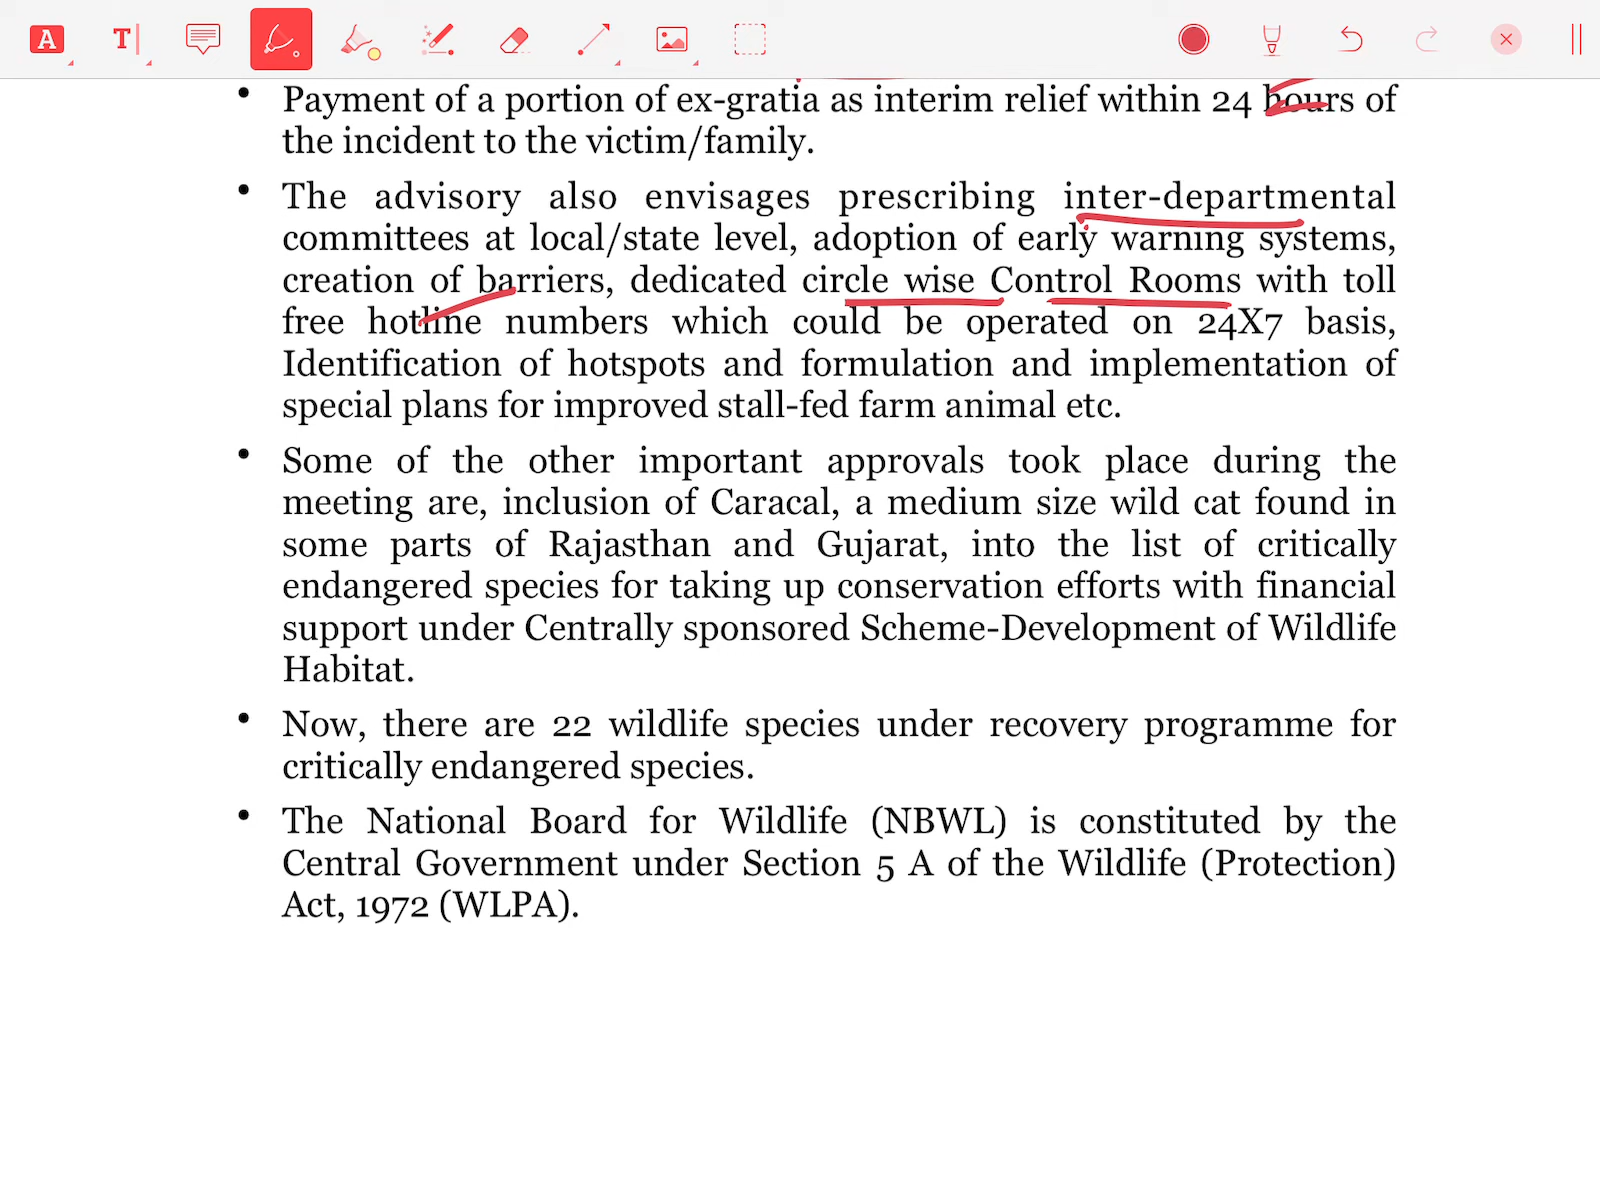 A T
• Payment of a portion of ex-gratia as interim relief within 24 hours of
the incident to the victim/family.
• The advisory also envisages prescribing inter-departmental
committees at local/state level, adoption of early warning systems,
creation of barriers, dedicated circle wise Control Rooms with toll
free hotline numbers which could be operated on 24X7 basis,
Identification of hotspots and formulation and implementation of
special plans for improved stall-fed farm animal etc.
• Some of the other important approvals took place during the
meeting are, inclusion of Caracal, a medium size wild cat found in
some parts of Rajasthan and Gujarat, into the list of critically
endangered species for taking up conservation efforts with financial
support under Centrally sponsored Scheme-Development of Wildlife
Habitat.
• Now, there are 22 wildlife species under recovery programme for
critically endangered species.
• The National Board for Wildlife (NBWL) is constituted by the
Central Government under Section 5 A of the Wildlife (Protection)
Act, 1972 (WLPA).